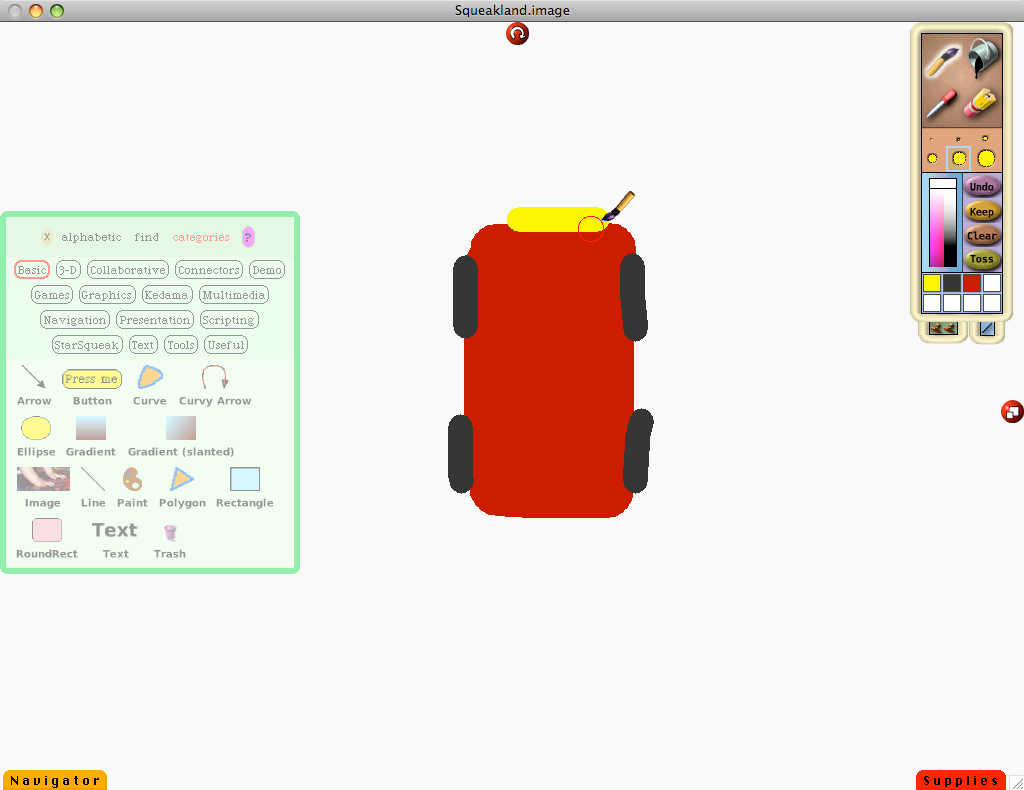 Squeakland.image
Undo
Keep
Clear
Toss
X alphabetic find categories ?
Basic 3-D Collaborative Connectors Demo
Games Graphics Kedama Multimedia
Navigation Presentation Scripting
StarSqueak Text Tools Useful
Press me
Arrow Button Curve Curvy Arrow
Ellipse Gradient Gradient (slanted)
Image Line Paint Polygon Rectangle
Text
RoundRect Text Trash
Navigator Supplies